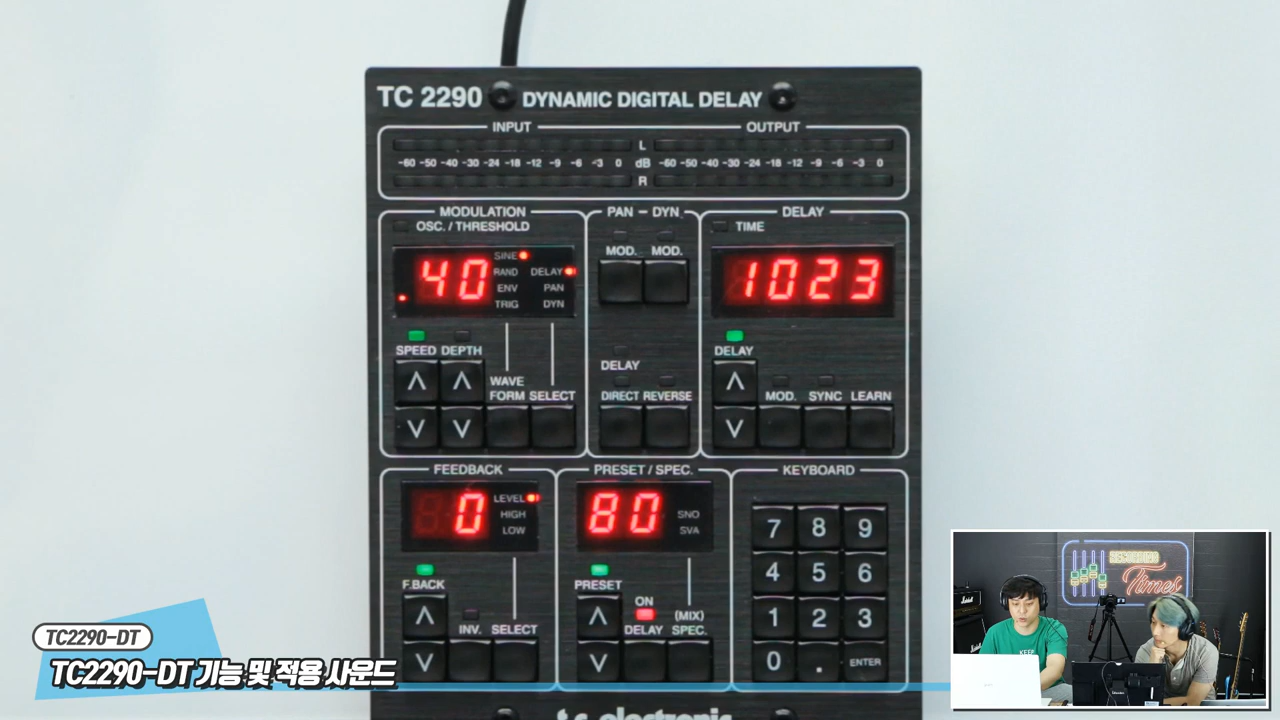 TC 2290 DYNAMIC DIGITAL DELAY
INPUT OUTPUT
L
-60 -50 -40 -30 -24 -18 -12 -9 -6 -3 0 dB -60 -50 -40 -30 -24 -18 -12 -9 -6 -3 0
R
MODULATION
OSC. / THRESHOLD
40
SINE
RAND DELAY
ENV PAN
TRIG DYN
SPEED DEPTH
WAVE
FORM SELECT
PAN - DYN
MOD. MOD.
DELAY
DIRECT REVERSE
DELAY
TIME
1023
DELAY
MOD. SYNC LEARN
FEEDBACK
0
LEVEL
HIGH
LOW
F.BACK
INV. SELECT
PRESET / SPEC.
80
SNO
SVA
PRESET
ON
DELAY
(MIX)
SPEC.
KEYBOARD
7 8 9
4 5 6
1 2 3
0 . ENTER
t.c. electronic
TC2290-DT
TC2290-DT 기능 및 적용 사운드
Times
KEEP